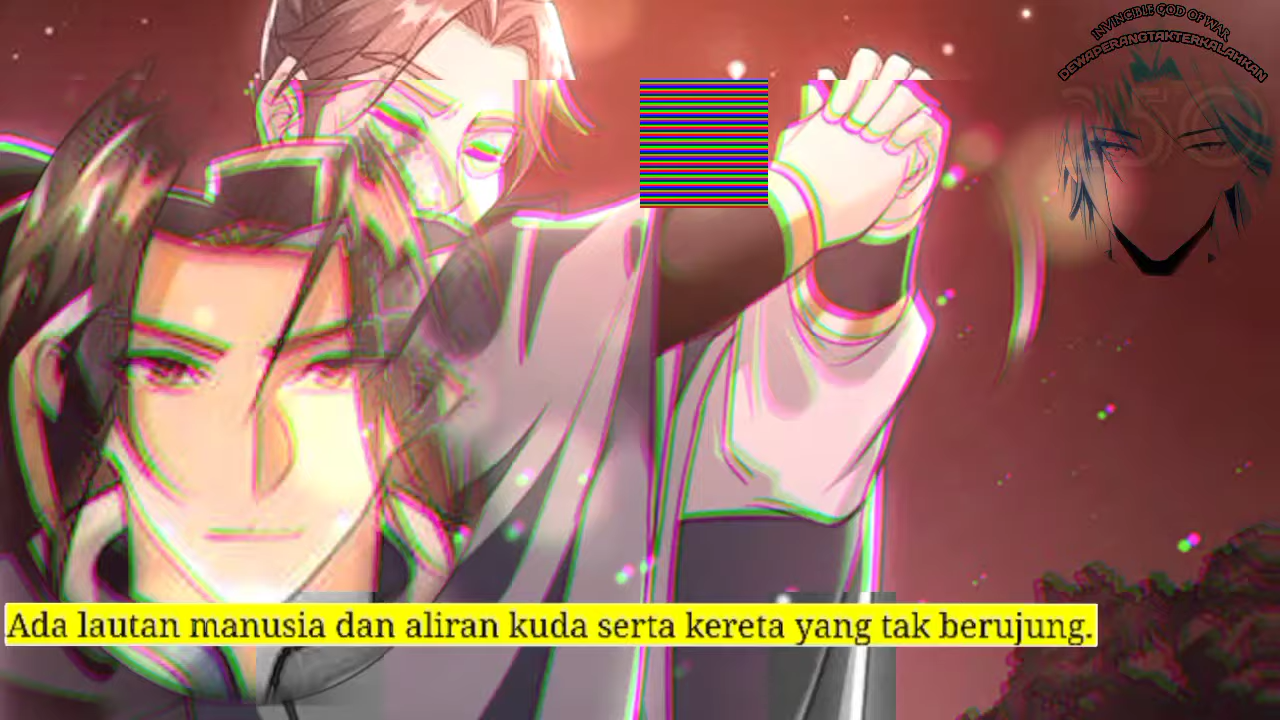 INVINCIBLE GOD OF WAR
DEWAPERANGTAKTERKALAHKAN
Ada lautan manusia dan aliran kuda serta kereta yang tak berujung.